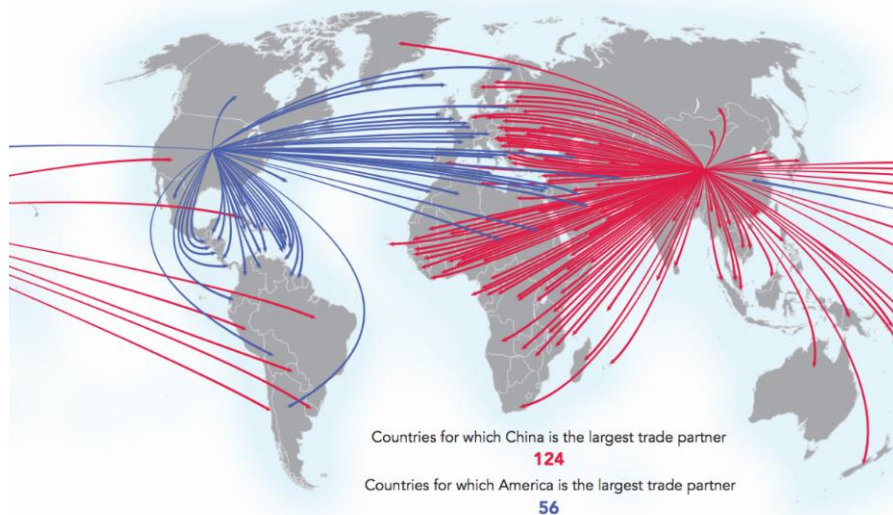 Countries for which China is the largest trade partner
124
Countries for which America is the largest trade partner
56